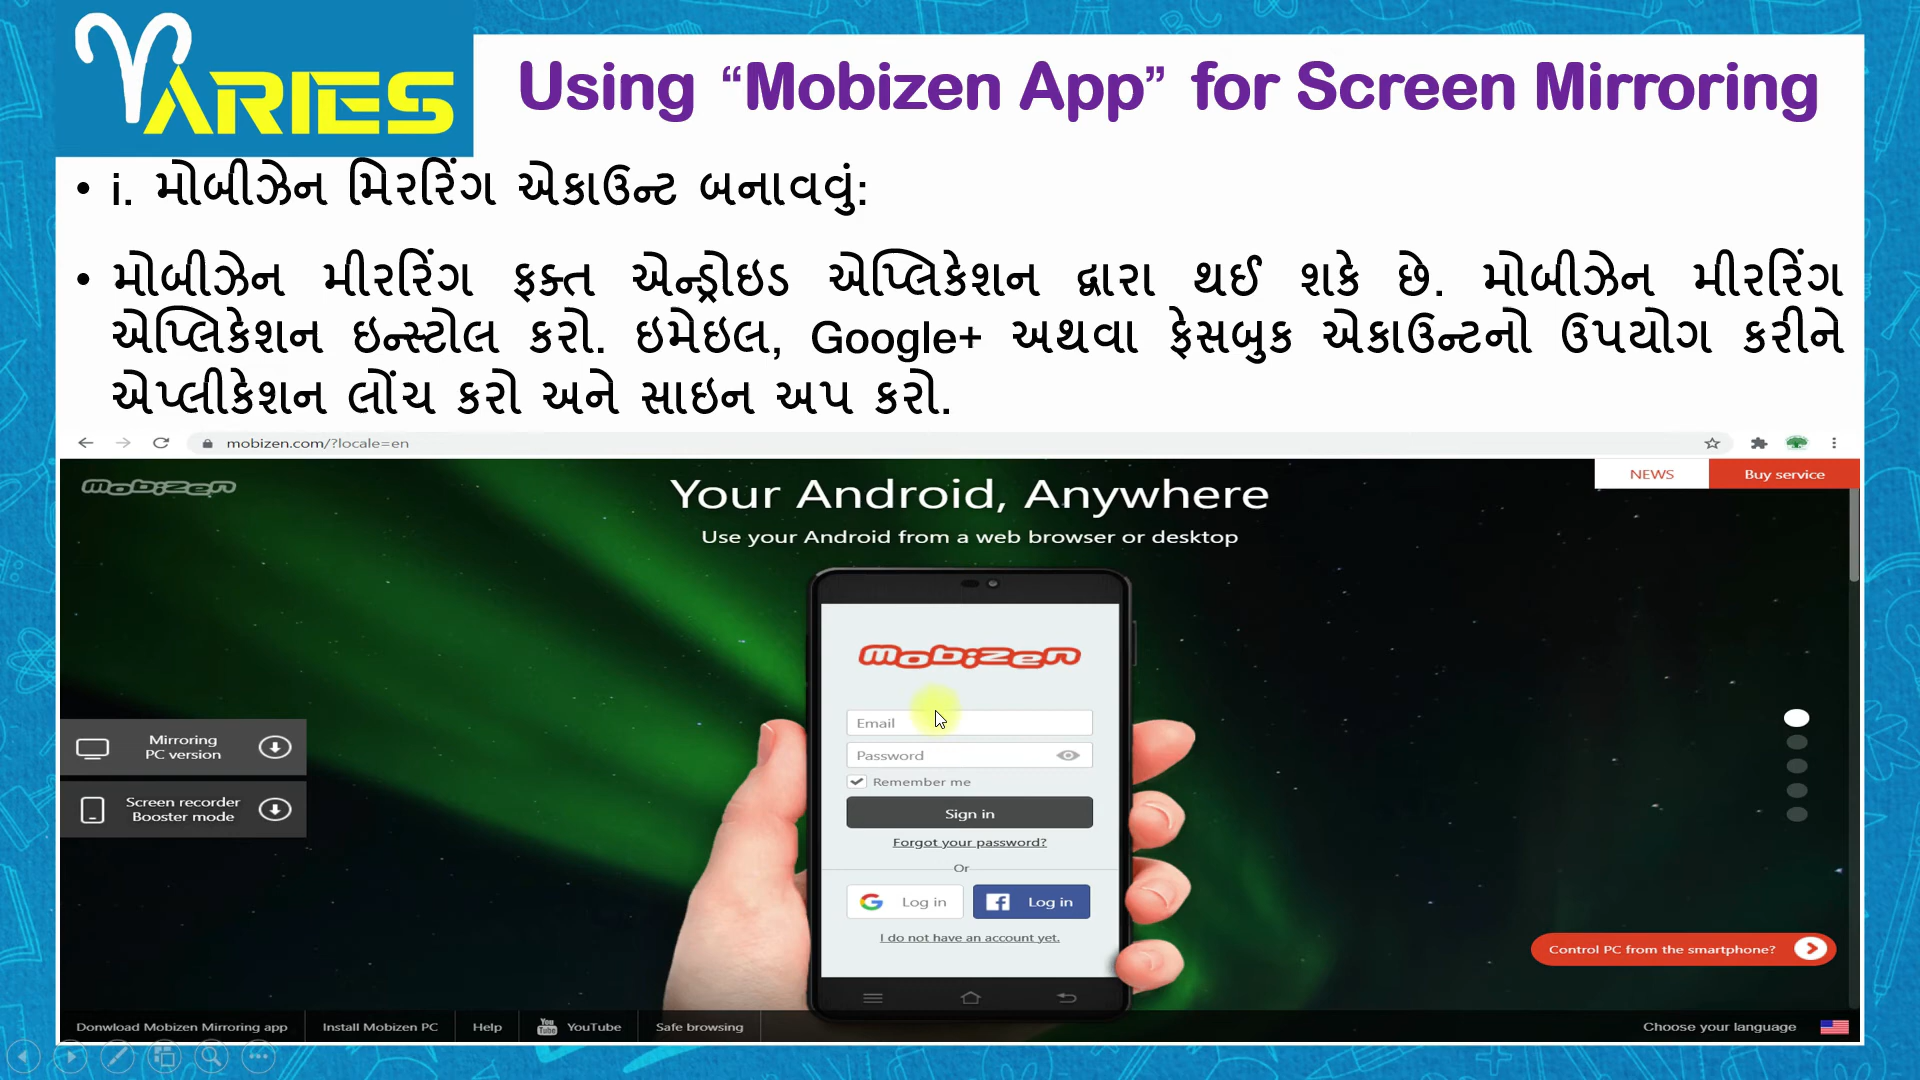 ARIES
Using “Mobizen App” for Screen Mirroring
• i. મોબીઝેન મિરરિંગ એકાઉન્ટ બનાવવું:
• મોબીઝેન મીરરિંગ ફક્ત એન્ડ્રોઇડ એપ્લિકેશન દ્વારા થઈ શકે છે. મોબીઝેન મીરરિંગ
એપ્લિકેશન ઇન્સ્ટોલ કરો. ઇમેઇલ, Google+ અથવા ફેસબુક એકાઉન્ટનો ઉપયોગ કરીને
એપ્લીકેશન લોંચ કરો અને સાઇન અપ કરો.
mobizen.com/?locale=en
mobizen
NEWS
Buy service
Your Android, Anywhere
Use your Android from a web browser or desktop
mobizen
Email
Password
Remember me
Sign in
Forgot your password?
Or
Log in
Log in
I do not have an account yet.
Mirroring
PC version
Screen recorder
Booster mode
Control PC from the smartphone?
Donwload Mobizen Mirroring app
Install Mobizen PC
Help
You Tube YouTube
Safe browsing
Choose your language